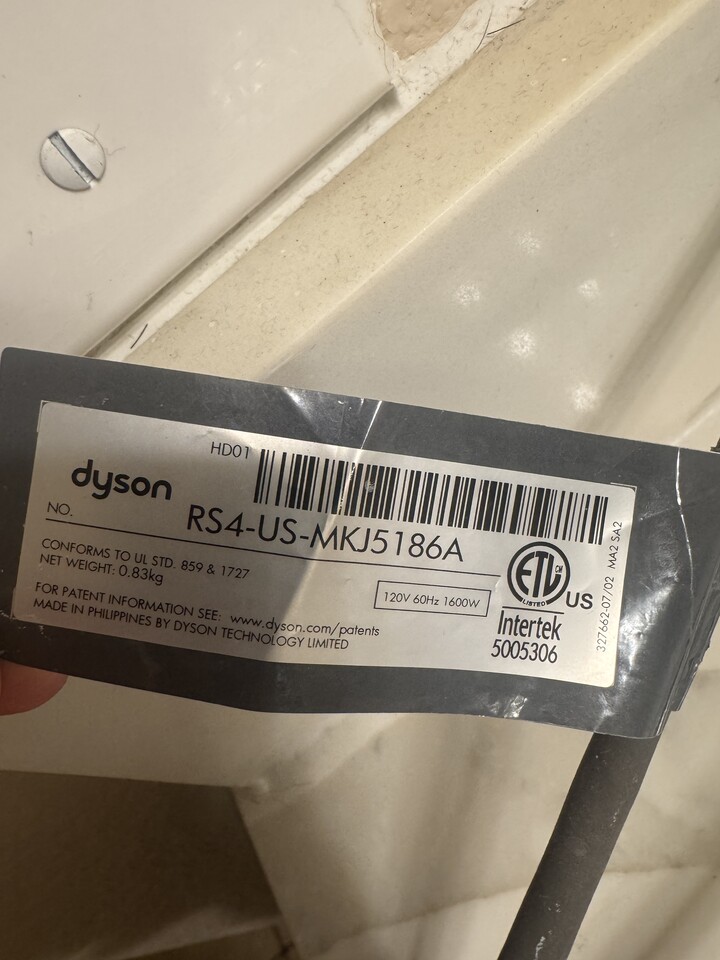 HD01
dyson
NO.
RS4-US-MKJ5186A
CONFORMS TO UL STD. 859 & 1727
NET WEIGHT: 0.83kg
120V 60Hz 1600W
FOR PATENT INFORMATION SEE: www.dyson.com/patents
MADE IN PHILIPPINES BY DYSON TECHNOLOGY LIMITED
ETL CM
LISTED
US
Intertek
5005306
327662-07/02 MA2 SA2